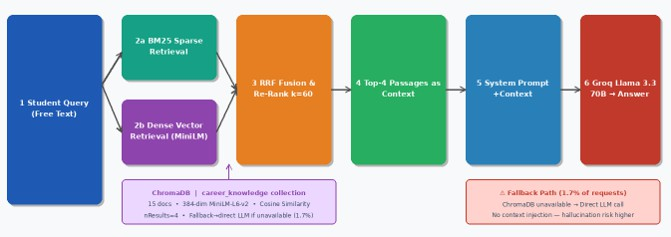 1 Student Query
(Free Text)
2a BM25 Sparse
Retrieval
2b Dense Vector
Retrieval (MiniLM)
3 RRF Fusion &
Re-Rank k=60
4 Top-4 Passages as
Context
5 System Prompt
+Context
6 Groq Llama 3.3
70B → Answer
ChromaDB | career_knowledge collection
15 docs • 384-dim MiniLM-L6-v2 • Cosine Similarity
nResults=4 • Fallback→direct LLM if unavailable (1.7%)
⚠ Fallback Path (1.7% of requests)
ChromaDB unavailable → Direct LLM call
No context injection — hallucination risk higher